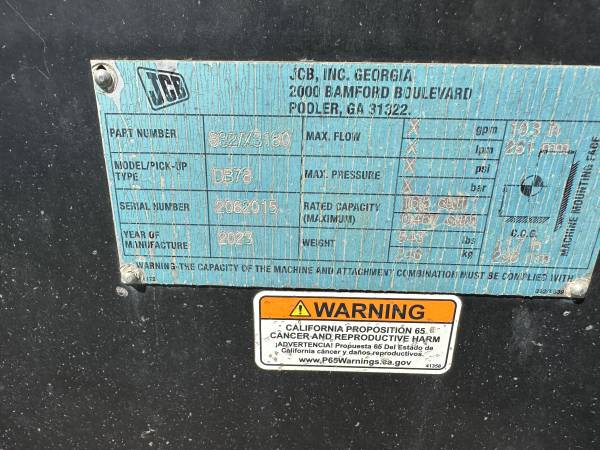 JCB
JCB, INC. GEORGIA
2000 BAMFORD BOULEVARD
POOLER, GA 31322
PART NUMBER
MAX. FLOW X gpm
X lpm
MODEL/PICK-UP TYPE DB78
MAX. PRESSURE X psi
X bar
SERIAL NUMBER 2082015
RATED CAPACITY (MAXIMUM)
YEAR OF MANUFACTURE 2023
WEIGHT lbs
kg
C.O.G.
MACHINE MOUNTING FACE
WARNING-THE CAPACITY OF THE MACHINE AND ATTACHMENT COMBINATION MUST BE COMPLIED WITH
WARNING
CALIFORNIA PROPOSITION 65
CANCER AND REPRODUCTIVE HARM
¡ADVERTENCIA! Propuesta 65 Del Estado de
California cáncer y daños reproductivos.
www.P65Warnings.ca.gov